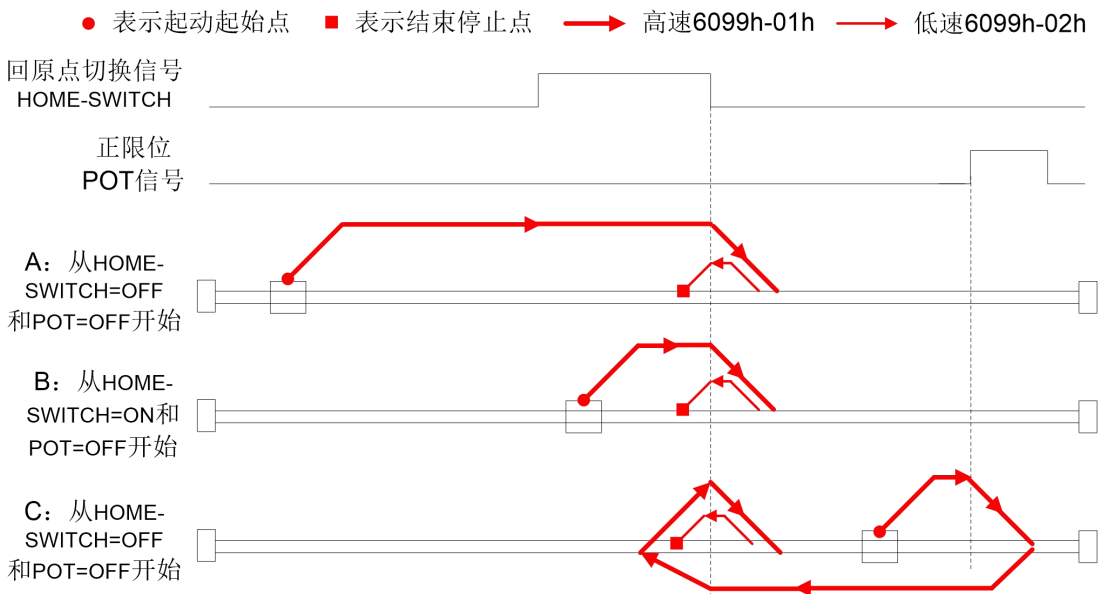 表示起动起始点 表示结束停止点 高速6099h-01h 低速6099h-02h
回原点切换信号
HOME-SWITCH
正限位
POT信号
A：从HOME-
SWITCH=OFF
和POT=OFF开始
B：从HOME-
SWITCH=ON和
POT=OFF开始
C：从HOME-
SWITCH=OFF
和POT=OFF开始